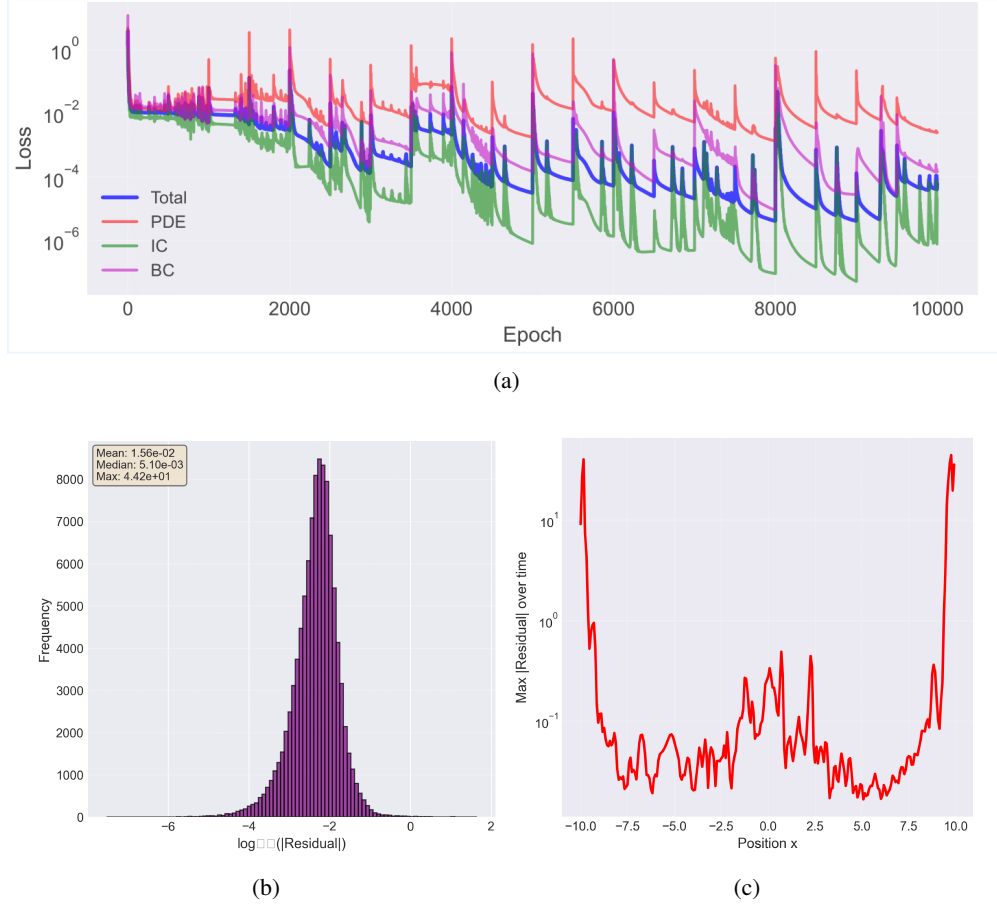 10^0
10^-2
10^-4
10^-6
Loss
Total
PDE
IC
BC
0 2000 4000 6000 8000 10000
Epoch
(a)
Mean: 1.56e-02
Median: 5.10e-03
Max: 4.42e+01
8000
7000
6000
5000
4000
3000
2000
1000
0
Frequency
−6 −4 −2 0 2
log□□(|Residual|)
(b)
10^1
10^0
10^-1
Max |Residual| over time
−10.0 −7.5 −5.0 −2.5 0.0 2.5 5.0 7.5 10.0
Position x
(c)